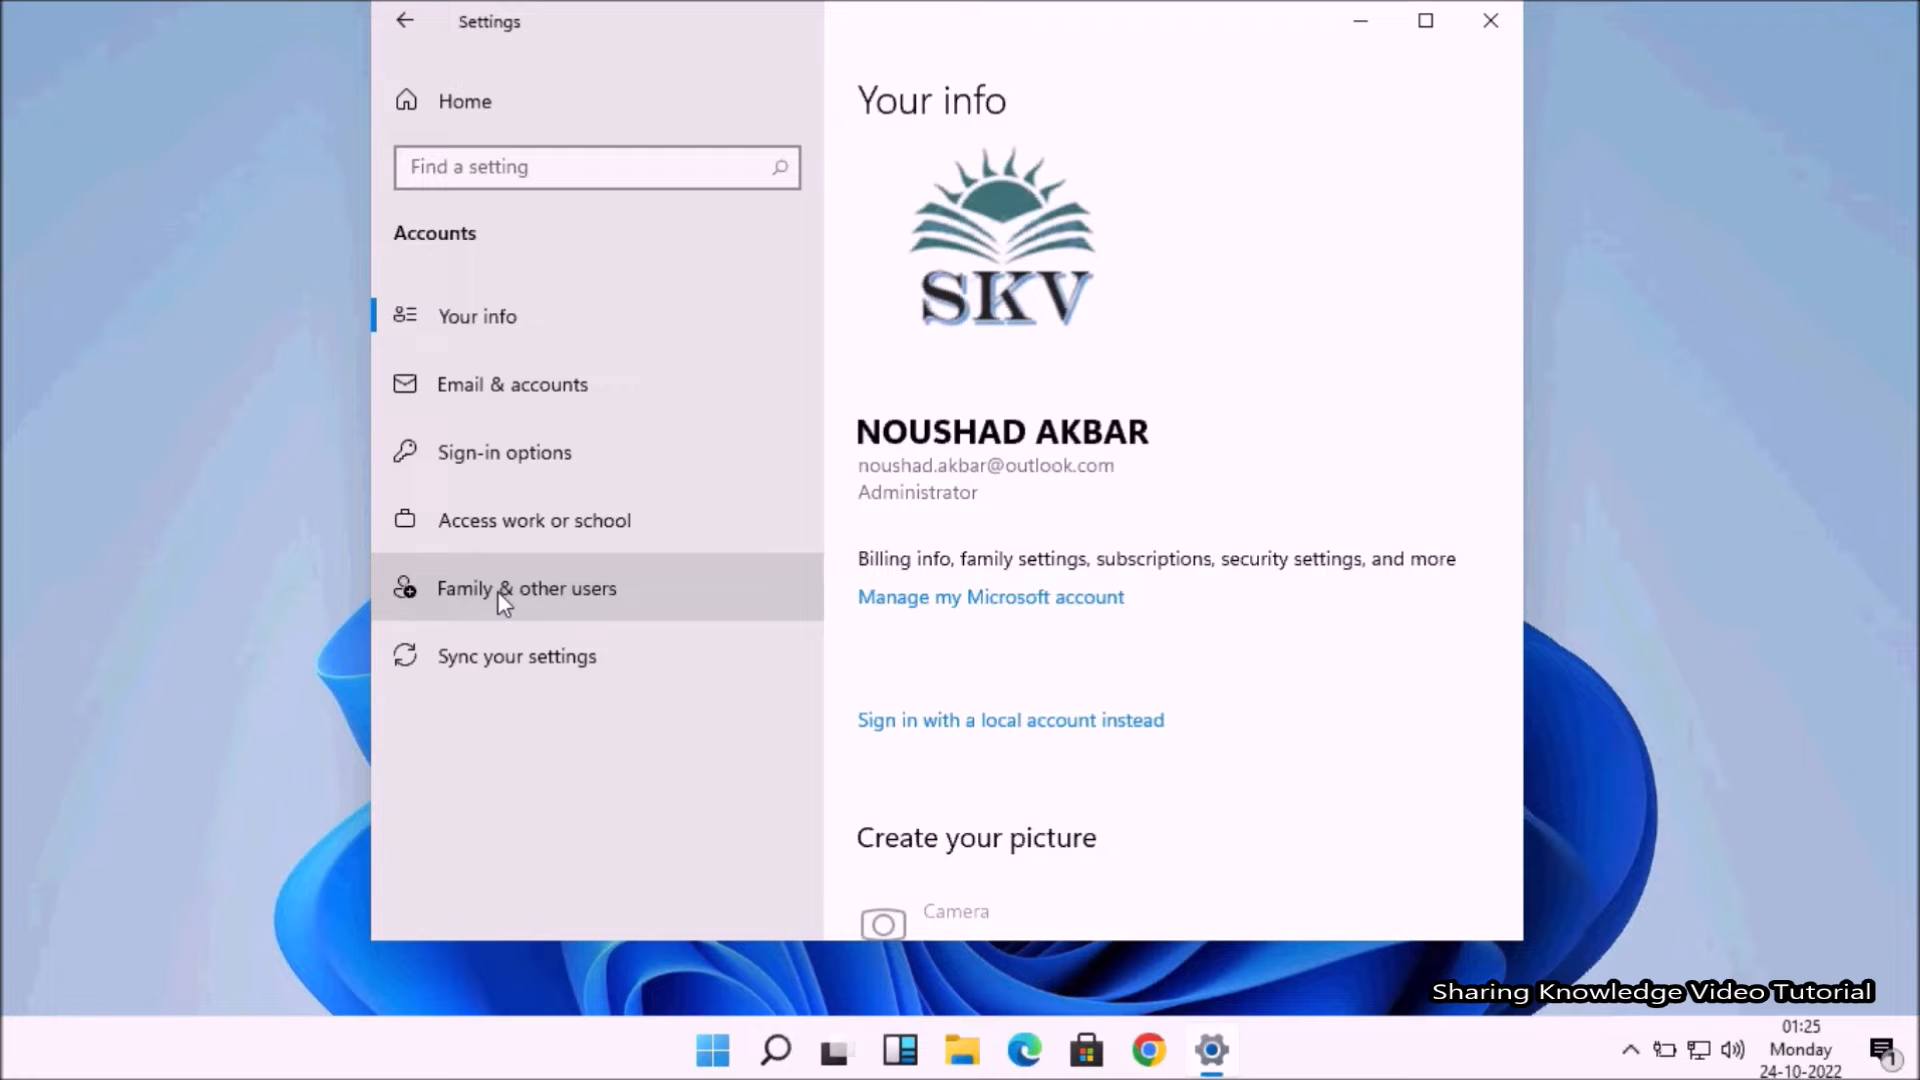 Settings
Home
Find a setting
Accounts
Your info
Email & accounts
Sign-in options
Access work or school
Family & other users
Sync your settings
Your info
SKV
NOUSHAD AKBAR
noushad.akbar@outlook.com
Administrator
Billing info, family settings, subscriptions, security settings, and more
Manage my Microsoft account
Sign in with a local account instead
Create your picture
Camera
Sharing Knowledge Video Tutorial
01:25
Monday
24-10-2022
1